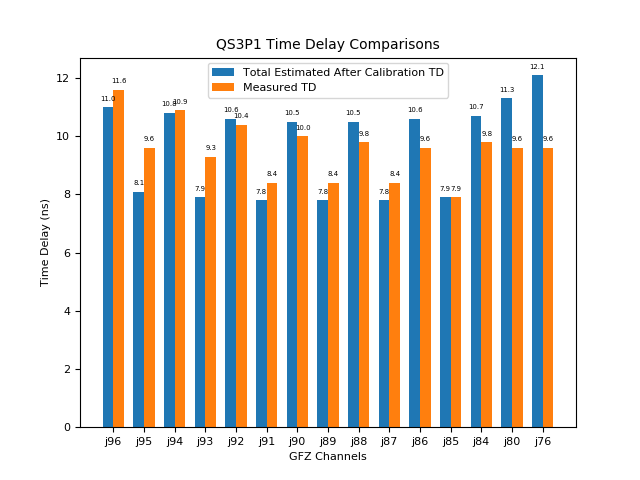 QS3P1 Time Delay Comparisons
Total Estimated After Calibration TD
Measured TD
Time Delay (ns)
12
10
8
6
4
2
0
11.0 11.6 8.1 9.6 10.8 10.9 7.9 9.3 10.6 10.4 7.8 8.4 10.5 10.0 7.8 8.4 10.5 9.8 7.8 8.4 10.6 9.6 7.9 7.9 10.7 9.8 11.3 9.6 12.1 9.6
j96 j95 j94 j93 j92 j91 j90 j89 j88 j87 j86 j85 j84 j80 j76
GFZ Channels